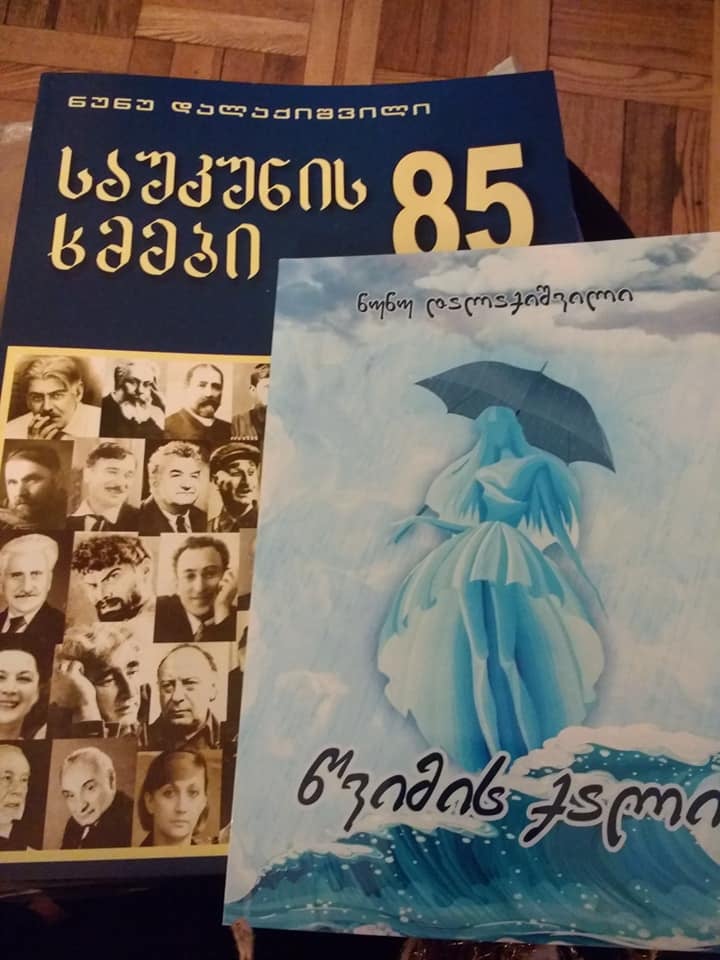 ნუნუ დალაქიშვილი
საუკუნის 85
ხმები
ნუნუ დალაქიშვილი
წვიმის ქალი